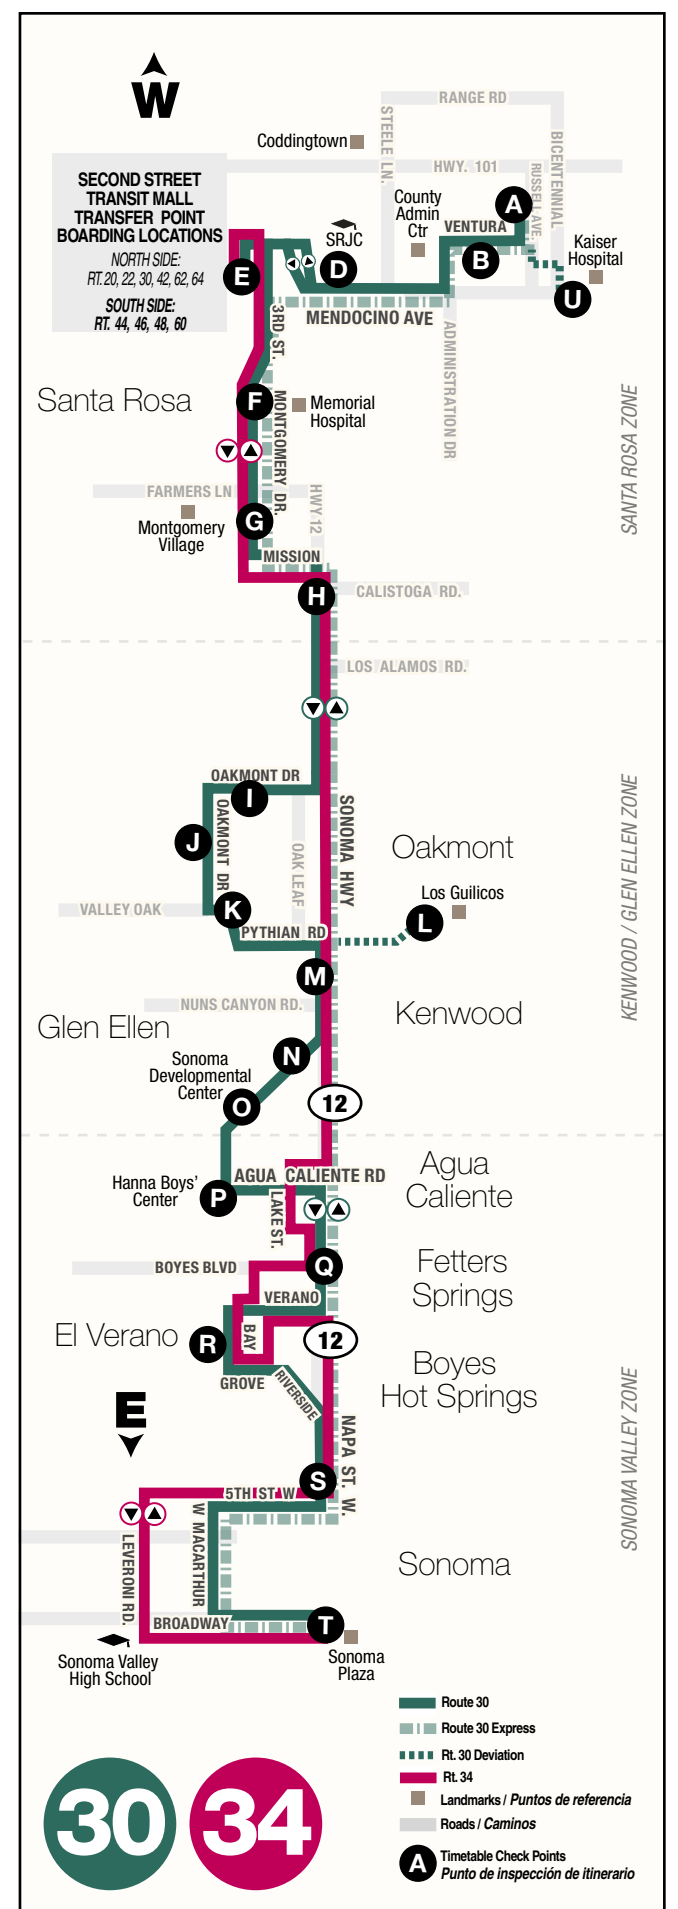 W
RANGE RD
STEELE LN.
BICENTENNIAL
Coddingtown
HWY. 101
RUSSELL AVE.
SECOND STREET
TRANSIT MALL
TRANSFER POINT
BOARDING LOCATIONS
NORTH SIDE:
RT. 20, 22, 30, 42, 62, 64
SOUTH SIDE:
RT. 44, 46, 48, 60
County
Admin
Ctr
A
VENTURA
SRJC
Kaiser
Hospital
E
D
B
U
MENDOCINO AVE
3RD ST.
ADMINISTRATION DR
Santa Rosa
F
MONTGOMERY DR.
Memorial
Hospital
SANTA ROSA ZONE
FARMERS LN
HWY 12
Montgomery
Village
G
MISSION
H
CALISTOGA RD.
LOS ALAMOS RD.
OAKMONT DR
I
OAKMONT DR
SONOMA HWY
J
OAK LEAF
Oakmont
KENWOOD / GLEN ELLEN ZONE
Los Guilicos
VALLEY OAK
K
L
PYTHIAN RD
M
NUNS CANYON RD.
Kenwood
Glen Ellen
Sonoma
Developmental
Center
N
O
12
Agua
Caliente
AGUA CALIENTE RD
Hanna Boys'
Center
P
LAKE ST.
BOYES BLVD
Q
Fetters
Springs
VERANO
El Verano
R
BAY
12
Boyes
Hot Springs
GROVE
RIVERSIDE
E
NAPA ST. W.
SONOMA VALLEY ZONE
S
5TH ST W
W MACARTHUR
LEVERONI RD.
Sonoma
BROADWAY
T
Sonoma Valley
High School
Sonoma
Plaza
Route 30
Route 30 Express
Rt. 30 Deviation
Rt. 34
Landmarks / Puntos de referencia
Roads / Caminos
A
Timetable Check Points
Punto de inspección de itinerario
30
34